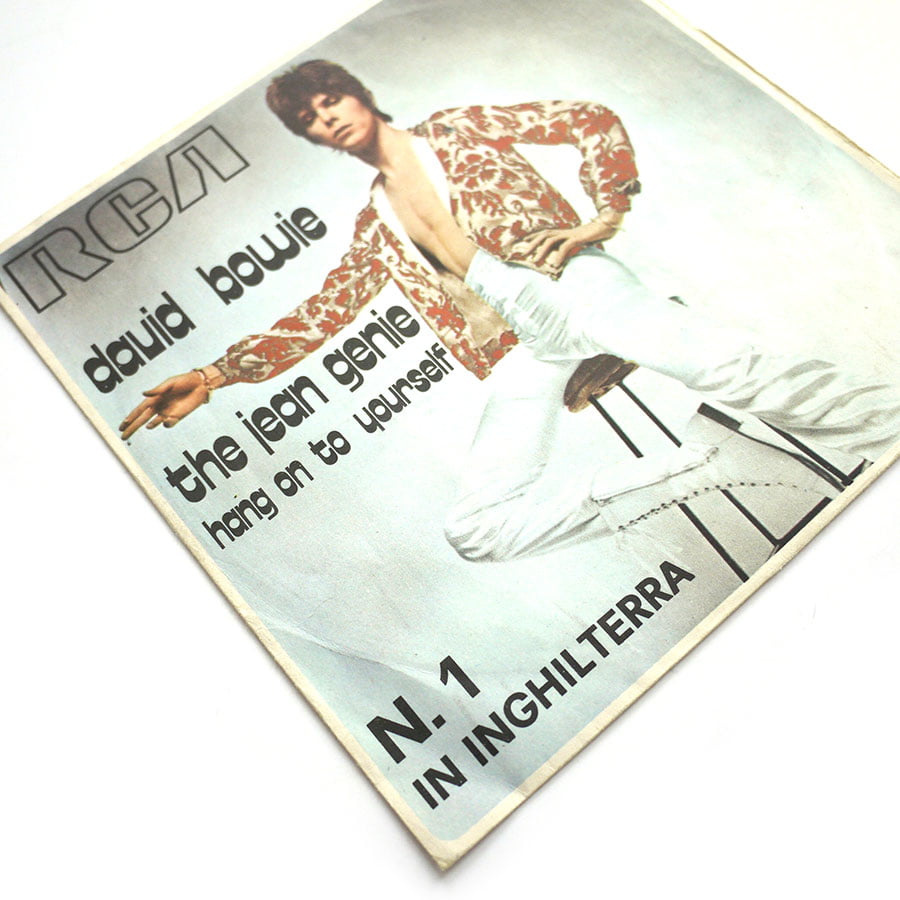 RCA
david bowie
the jean genie
hang on to yourself
N. 1
IN INGHILTERRA